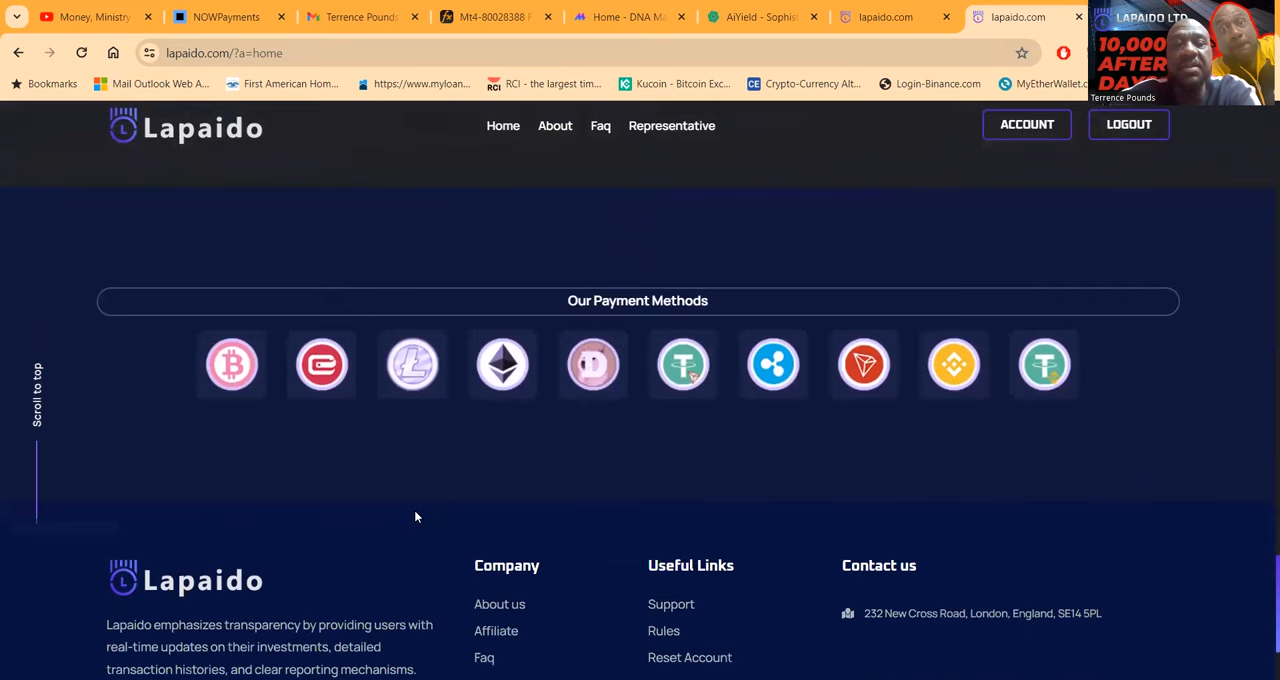 Money, Ministry
NOWPayments
Terrence Pounds
Mt4-80028388
Home - DNA Ma
AiYield - Sophist
lapaido.com
lapaido.com
lapaido.com/?a=home
Bookmarks
Mail Outlook Web A...
First American Hom...
https://www.myloan...
RCI - the largest tim...
Kucoin - Bitcoin Exc...
Crypto-Currency Alt...
Login-Binance.com
MyEtherWallet.c
LAPAIDO LTD
10,000
AFTER
DAYS
Terrence Pounds
Lapaido
Home
About
Faq
Representative
ACCOUNT
LOGOUT
Our Payment Methods
Scroll to top
Lapaido
Lapaido emphasizes transparency by providing users with
real-time updates on their investments, detailed
transaction histories, and clear reporting mechanisms.
Company
About us
Affiliate
Faq
Useful Links
Support
Rules
Reset Account
Contact us
232 New Cross Road, London, England, SE14 5PL